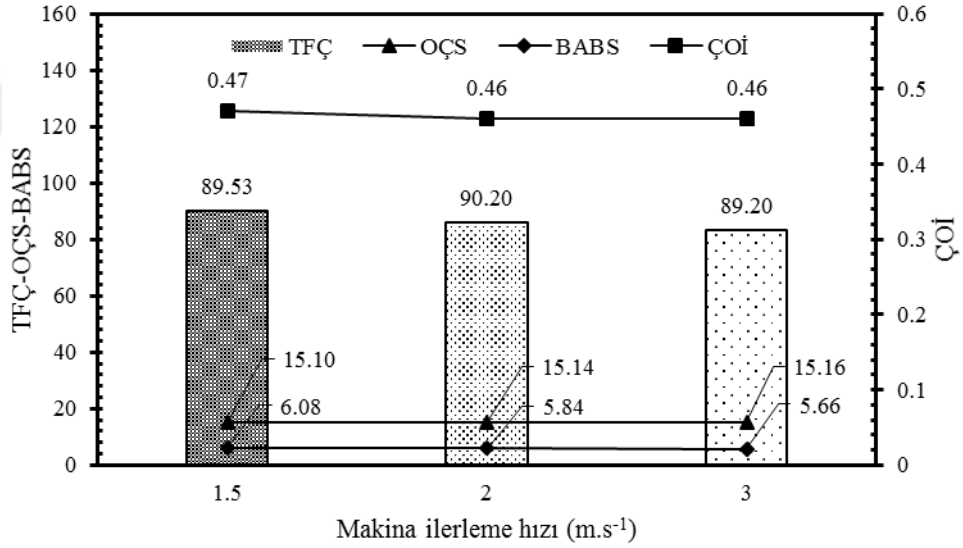 160
140
120
100
80
60
40
20
0
TFÇ-OÇS-BABS
TFÇ OÇS BABS ÇOİ
0.47 0.46 0.46
89.53 90.20 89.20
15.10 15.14 15.16
6.08 5.84 5.66
0.6
0.5
0.4
0.3
0.2
0.1
0
ÇOİ
1.5 2 3
Makina ilerleme hızı (m.s⁻¹)